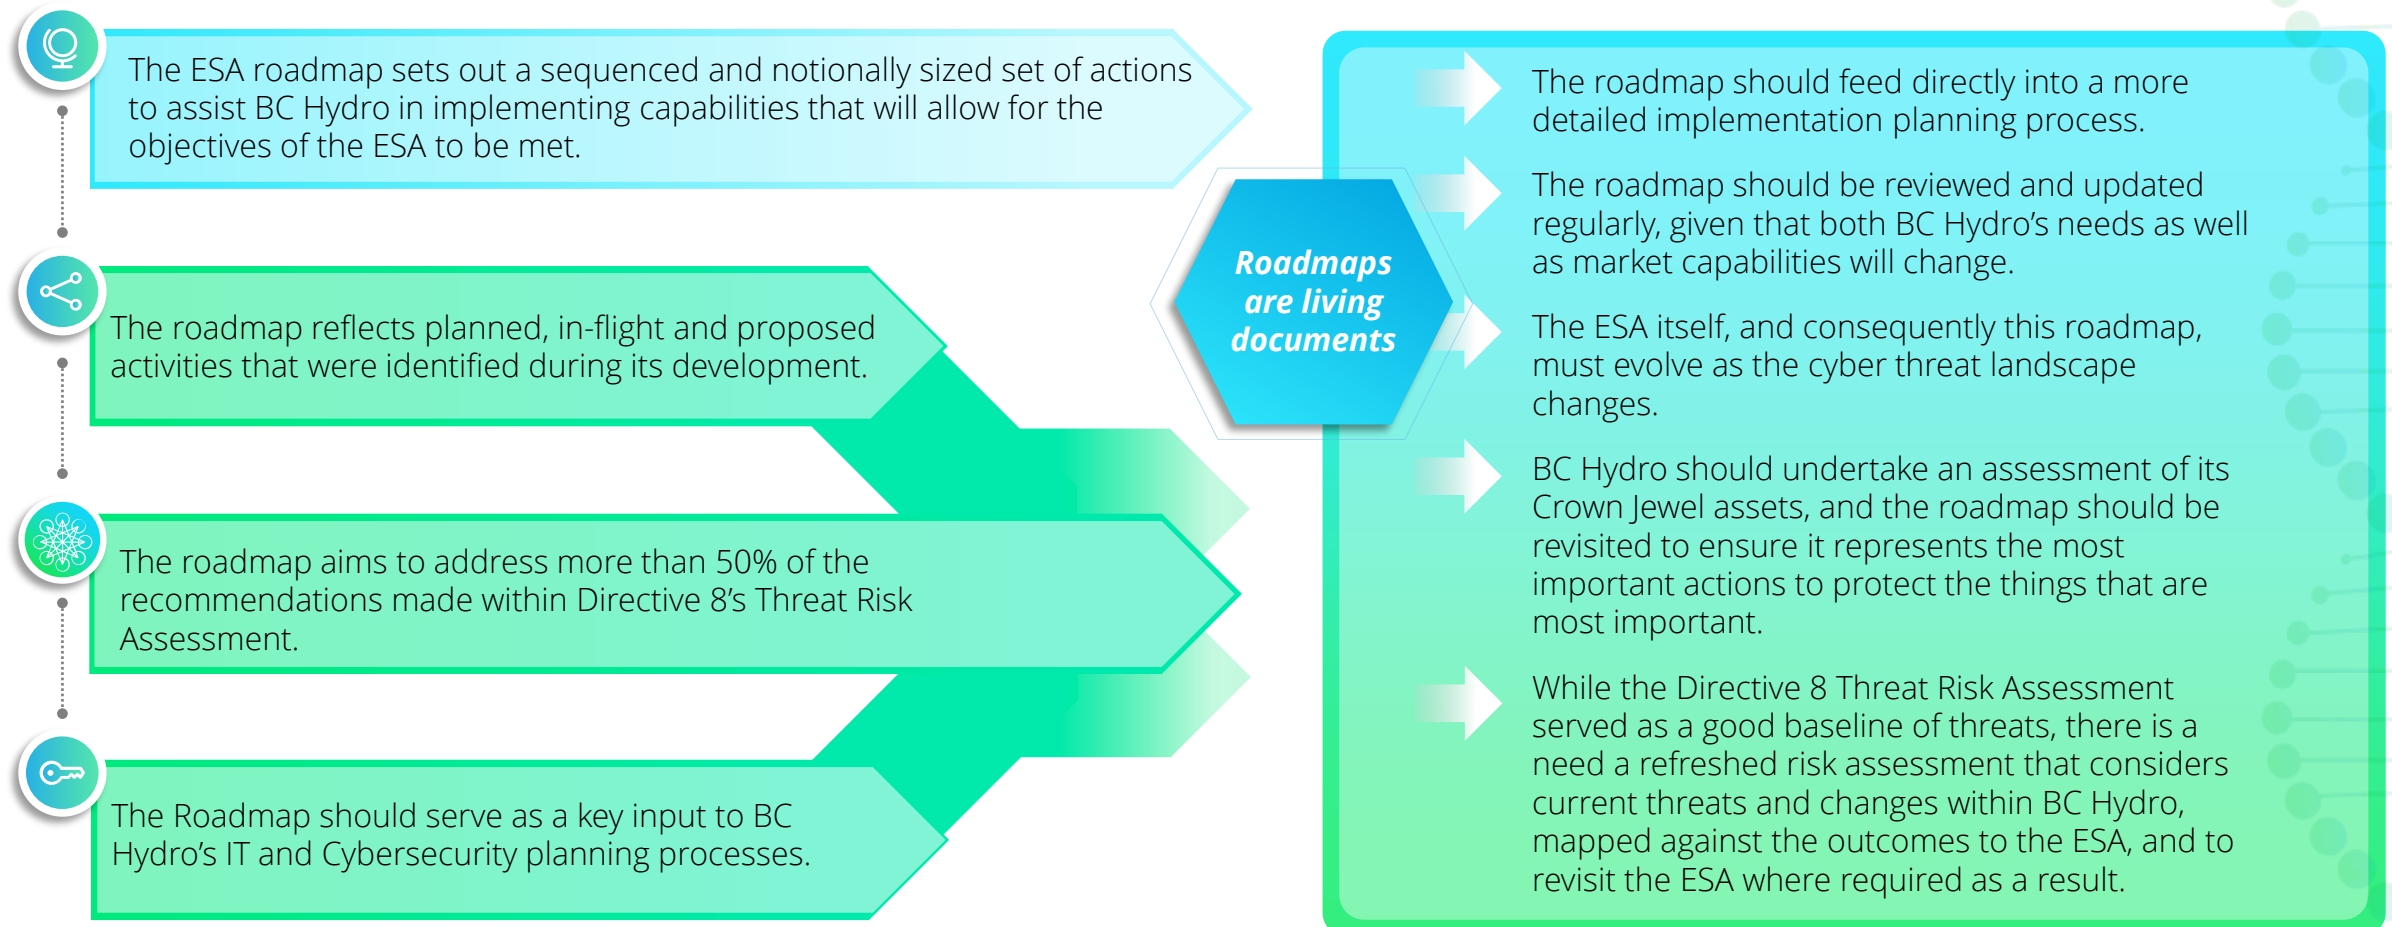 The ESA roadmap sets out a sequenced and notionally sized set of actions
to assist BC Hydro in implementing capabilities that will allow for the
objectives of the ESA to be met.
The roadmap reflects planned, in-flight and proposed
activities that were identified during its development.
The roadmap aims to address more than 50% of the
recommendations made within Directive 8’s Threat Risk
Assessment.
The Roadmap should serve as a key input to BC
Hydro’s IT and Cybersecurity planning processes.
Roadmaps
are living
documents
The roadmap should feed directly into a more
detailed implementation planning process.
The roadmap should be reviewed and updated
regularly, given that both BC Hydro’s needs as well
as market capabilities will change.
The ESA itself, and consequently this roadmap,
must evolve as the cyber threat landscape
changes.
BC Hydro should undertake an assessment of its
Crown Jewel assets, and the roadmap should be
revisited to ensure it represents the most
important actions to protect the things that are
most important.
While the Directive 8 Threat Risk Assessment
served as a good baseline of threats, there is a
need a refreshed risk assessment that considers
current threats and changes within BC Hydro,
mapped against the outcomes to the ESA, and to
revisit the ESA where required as a result.